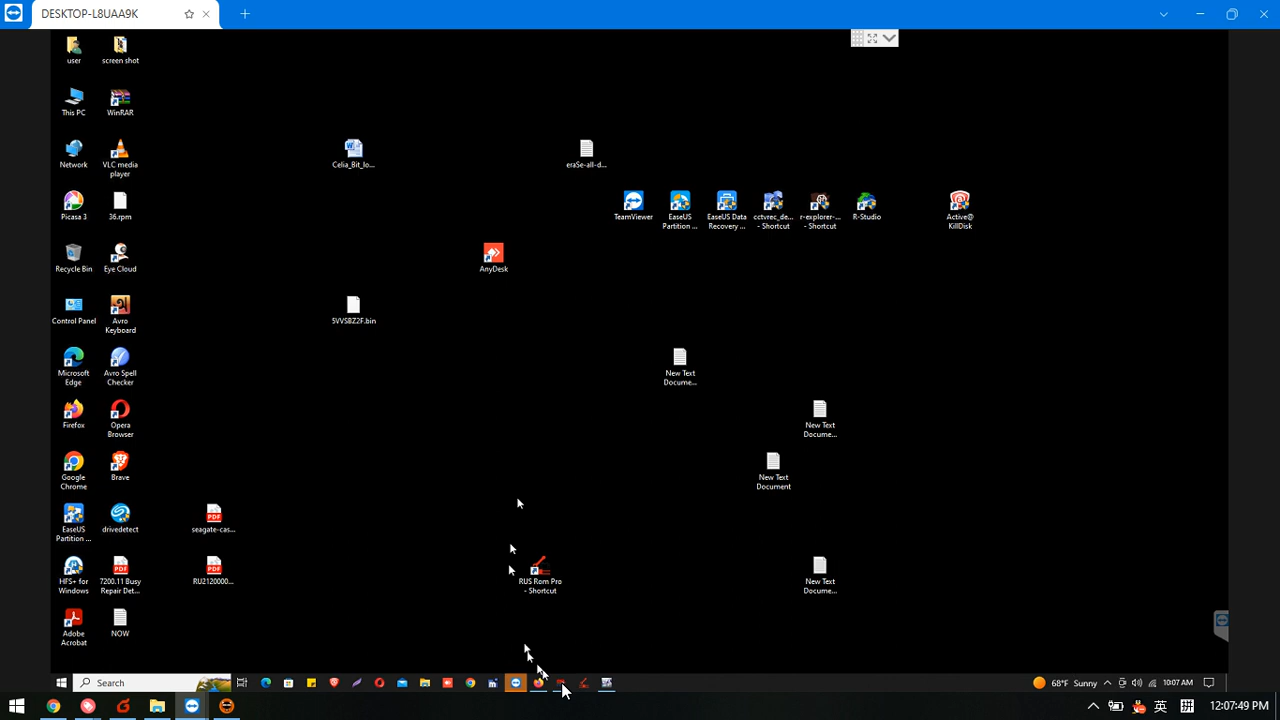 DESKTOP-L8UAA9K
user
screen shot
This PC
WinRAR
Network
VLC media
player
Celia_Bit_lo...
eraSe-all-d...
Picasa 3
36.rpm
TeamViewer
EaseUS
Partition ...
EaseUS Data
Recovery ...
cctvrec_de...
- Shortcut
r-explorer-...
- Shortcut
R-Studio
Active@
KillDisk
Recycle Bin
Eye Cloud
AnyDesk
Control Panel
Avro
Keyboard
5VVSBZ2F.bin
Microsoft
Edge
Avro Spell
Checker
New Text
Docume...
Firefox
Opera
Browser
New Text
Docume...
Google
Chrome
Brave
New Text
Document
EaseUS
Partition ...
drivedetect
seagate-cas...
HFS+ for
Windows
7200.11 Busy
Repair Det...
RU2120000...
RUS Rom Pro
- Shortcut
New Text
Docume...
Adobe
Acrobat
NOW
Search
68°F Sunny
10:07 AM
英
拼
12:07:49 PM